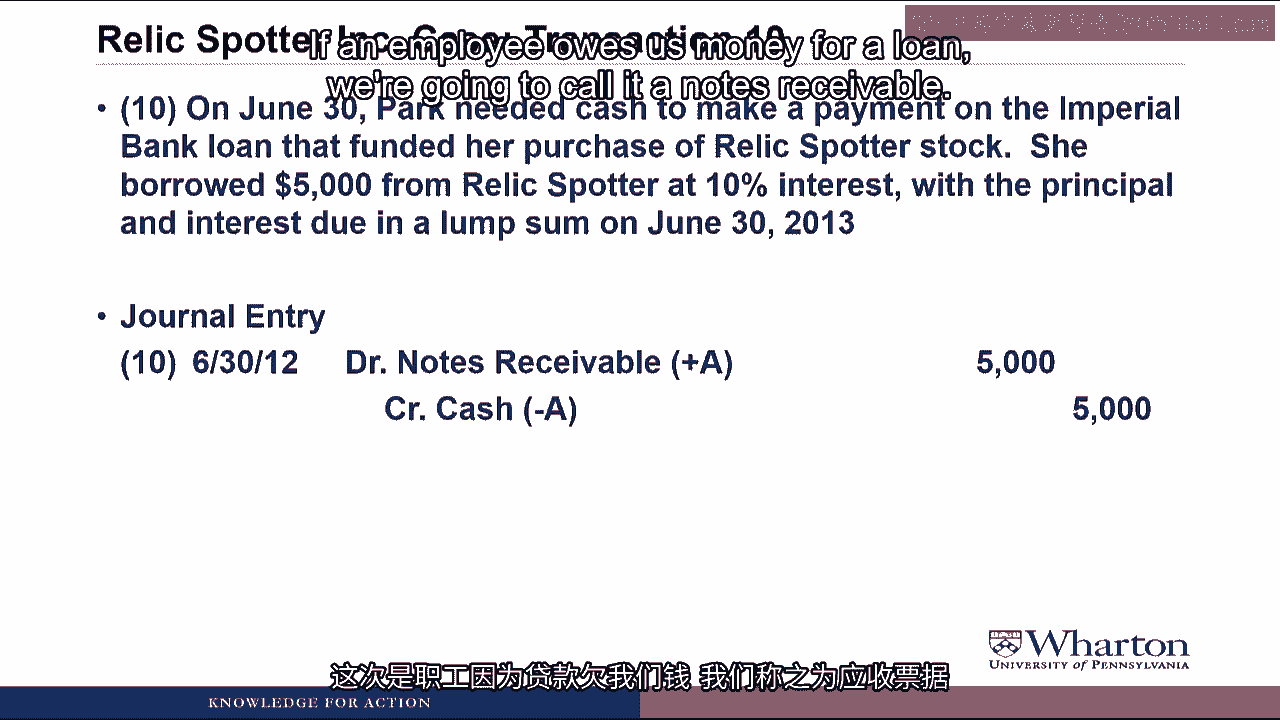 Relic Spotter Inc. Case: Transaction 10
If an employee owes us money for a loan,
we're going to call it a notes receivable.
• (10) On June 30, Park needed cash to make a payment on the Imperial
Bank loan that funded her purchase of Relic Spotter stock. She
borrowed $5,000 from Relic Spotter at 10% interest, with the principal
and interest due in a lump sum on June 30, 2013
• Journal Entry
(10) 6/30/12 Dr. Notes Receivable (+A) 5,000
Cr. Cash (-A) 5,000
Wharton
UNIVERSITY of PENNSYLVANIA
这次是职工因为贷款欠我们钱 我们称之为应收票据
KNOWLEDGE FOR ACTION